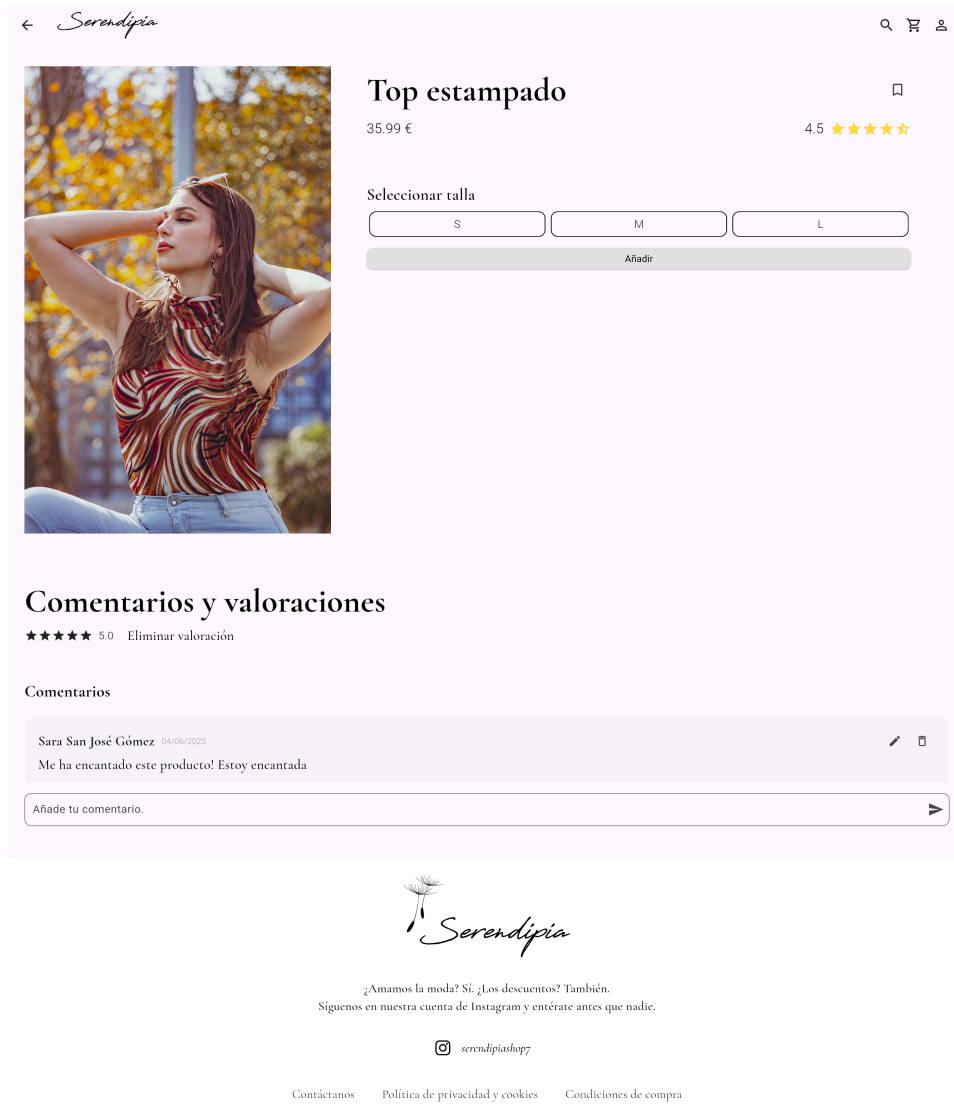 Serendipia
Top estampado
35.99 €
4.5
Seleccionar talla
S
M
L
Añadir
Comentarios y valoraciones
5.0 Eliminar valoración
Comentarios
Sara San José Gómez 04/06/2025
Me ha encantado este producto! Estoy encantada
Añade tu comentario.
Serendipia
¿Amamos la moda? Sí. ¿Los descuentos? También.
Síguenos en nuestra cuenta de Instagram y entérate antes que nadie.
serendipiashop7
Contáctanos Política de privacidad y cookies Condiciones de compra